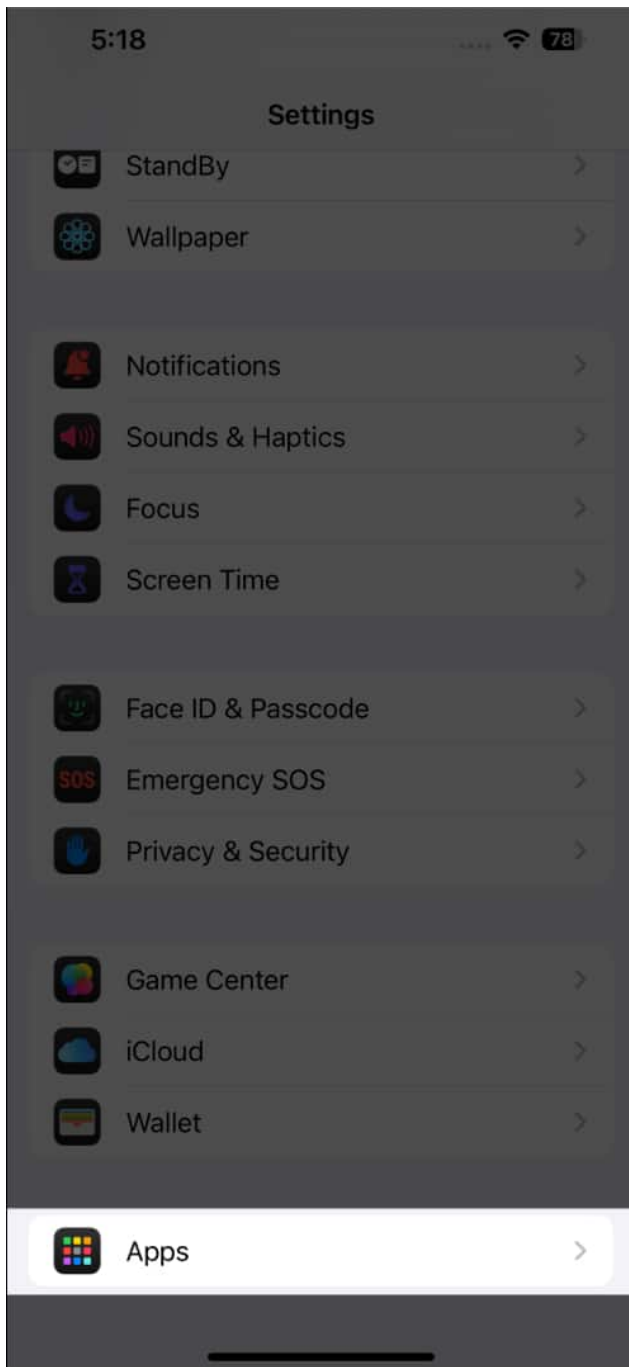 5:18
78
Settings
StandBy
Wallpaper
Notifications
Sounds & Haptics
Focus
Screen Time
Face ID & Passcode
SOS
Emergency SOS
Privacy & Security
Game Center
iCloud
Wallet
Apps